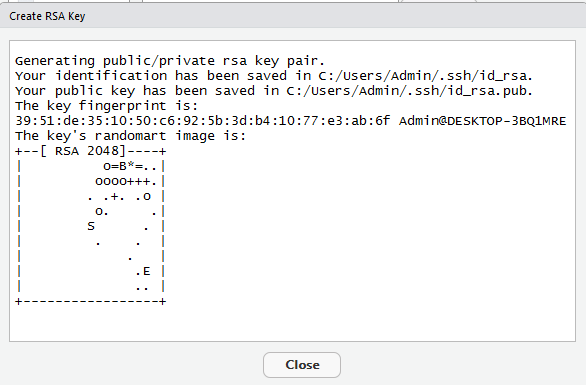 Create RSA Key
Generating public/private rsa key pair.
Your identification has been saved in C:/Users/Admin/.ssh/id_rsa.
Your public key has been saved in C:/Users/Admin/.ssh/id_rsa.pub.
The key fingerprint is:
39:51:de:35:10:50:c6:92:5b:3d:b4:10:77:e3:ab:6f Admin@DESKTOP-3BQ1MRE
The key's randomart image is:
+--[ RSA 2048]----+
|          o=B*=..|
|         oooo+++.|
|        . .+. .o |
|         o.     .|
|        S      . |
|         .    .  |
|             .   |
|              .E |
|              .. |
+-----------------+
Close